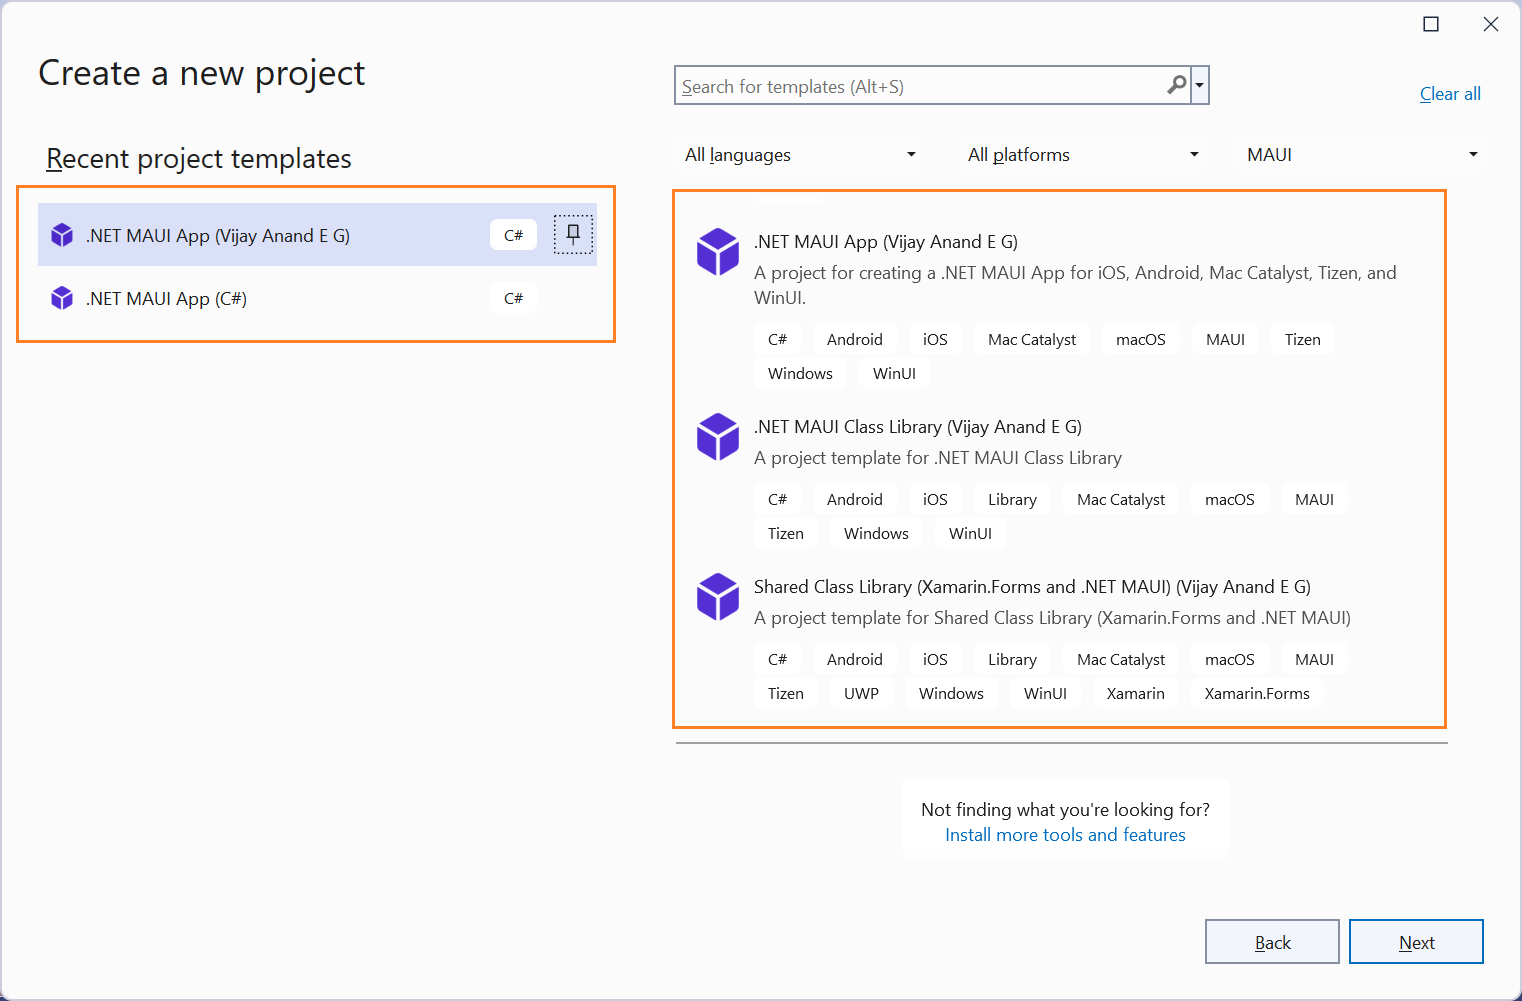 Create a new project
Search for templates (Alt+S)
Clear all
Recent project templates
All languages
All platforms
MAUI
.NET MAUI App (Vijay Anand E G)
C#
.NET MAUI App (C#)
C#
.NET MAUI App (Vijay Anand E G)
A project for creating a .NET MAUI App for iOS, Android, Mac Catalyst, Tizen, and
WinUI.
C# Android iOS Mac Catalyst macOS MAUI Tizen
Windows WinUI
.NET MAUI Class Library (Vijay Anand E G)
A project template for .NET MAUI Class Library
C# Android iOS Library Mac Catalyst macOS MAUI
Tizen Windows WinUI
Shared Class Library (Xamarin.Forms and .NET MAUI) (Vijay Anand E G)
A project template for Shared Class Library (Xamarin.Forms and .NET MAUI)
C# Android iOS Library Mac Catalyst macOS MAUI
Tizen UWP Windows WinUI Xamarin Xamarin.Forms
Not finding what you're looking for?
Install more tools and features
Back
Next